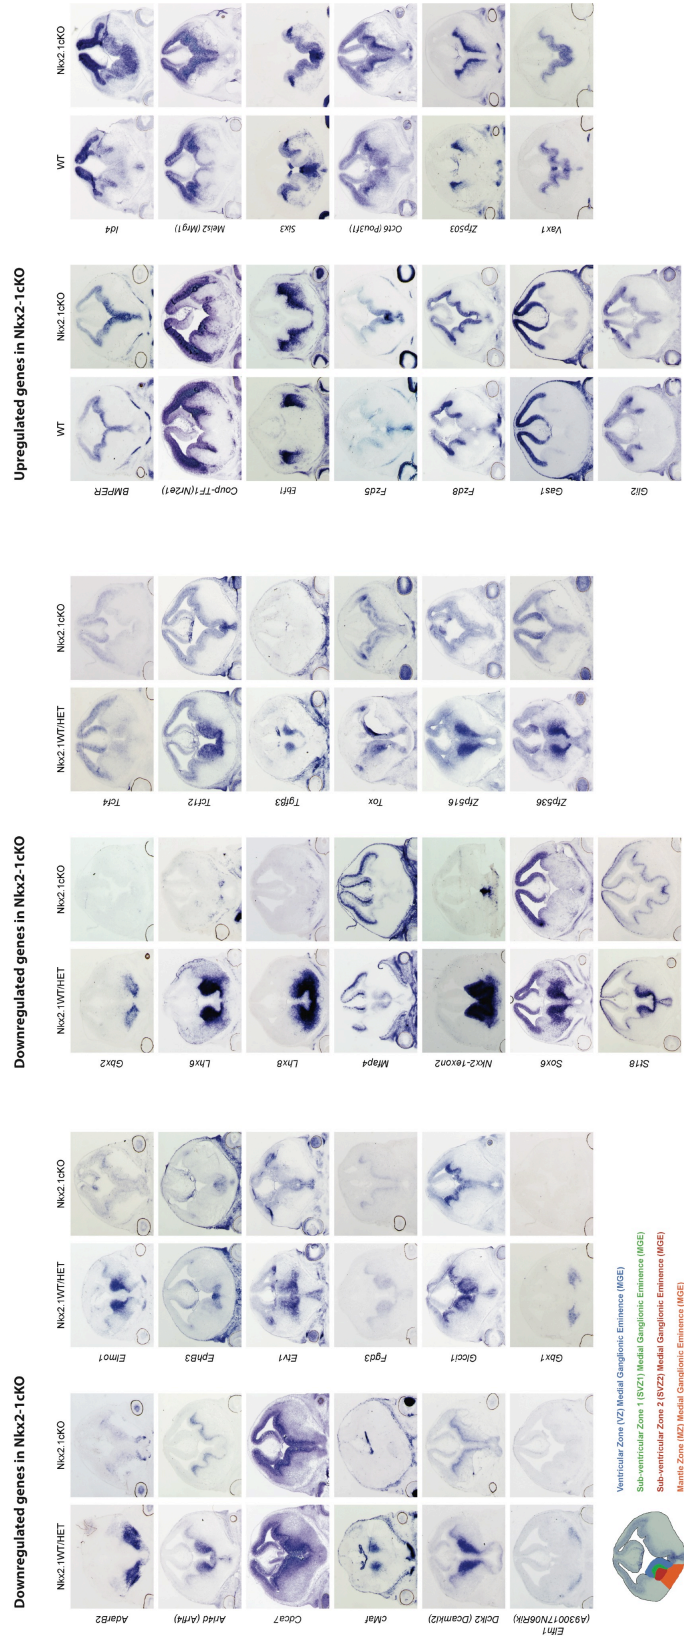 Downregulated genes in Nkx2-1cKO
Nkx2.1WT/HET
Nkx2.1cKO
AdarB2
Arl4d (Arfl4)
Cdca7
cMaf
Dclk2 (Dcamkl2)
Elfn1
(A930017N06Rik)
Nkx2.1WT/HET
Nkx2.1cKO
Elmo1
EphB3
Etv1
Fgd3
Glcci1
Gbx1
Ventricular Zone (VZ) Medial Ganglionic Eminence (MGE)
Sub-ventricular Zone 1 (SVZ1) Medial Ganglionic Eminence (MGE)
Sub-ventricular Zone 2 (SVZ2) Medial Ganglionic Eminence (MGE)
Mantle Zone (MZ) Medial Ganglionic Eminence (MGE)
Downregulated genes in Nkx2-1cKO
Nkx2.1WT/HET
Nkx2.1cKO
Gbx2
Lhx6
Lhx8
Mfap4
Nkx2-1exon2
Sox6
St18
Nkx2.1WT/HET
Nkx2.1cKO
Tcf4
Tcf12
Tgfβ3
Tox
Zfp516
Zfp536
Upregulated genes in Nkx2-1cKO
WT
Nkx2.1cKO
BMPER
Coup-TF1(Nr2e1)
Ebf1
Fzd5
Fzd8
Gas1
Gli2
WT
Nkx2.1cKO
Id4
Meis2 (Mrg1)
Six3
Oct6 (Pou3f1)
Zfp503
Vax1